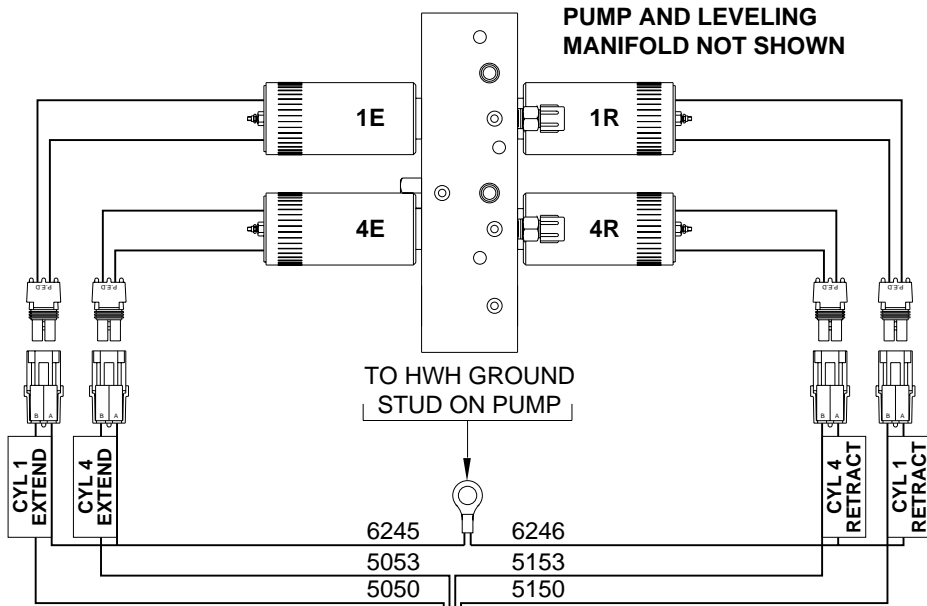 PUMP AND LEVELING
MANIFOLD NOT SHOWN
1E
1R
4E
4R
P.E.D
P.E.D
P.E.D
P.E.D
TO HWH GROUND
STUD ON PUMP
B A
B A
B A
B A
CYL 1
EXTEND
CYL 4
EXTEND
CYL 4
RETRACT
CYL 1
RETRACT
6245
6246
5053
5153
5050
5150